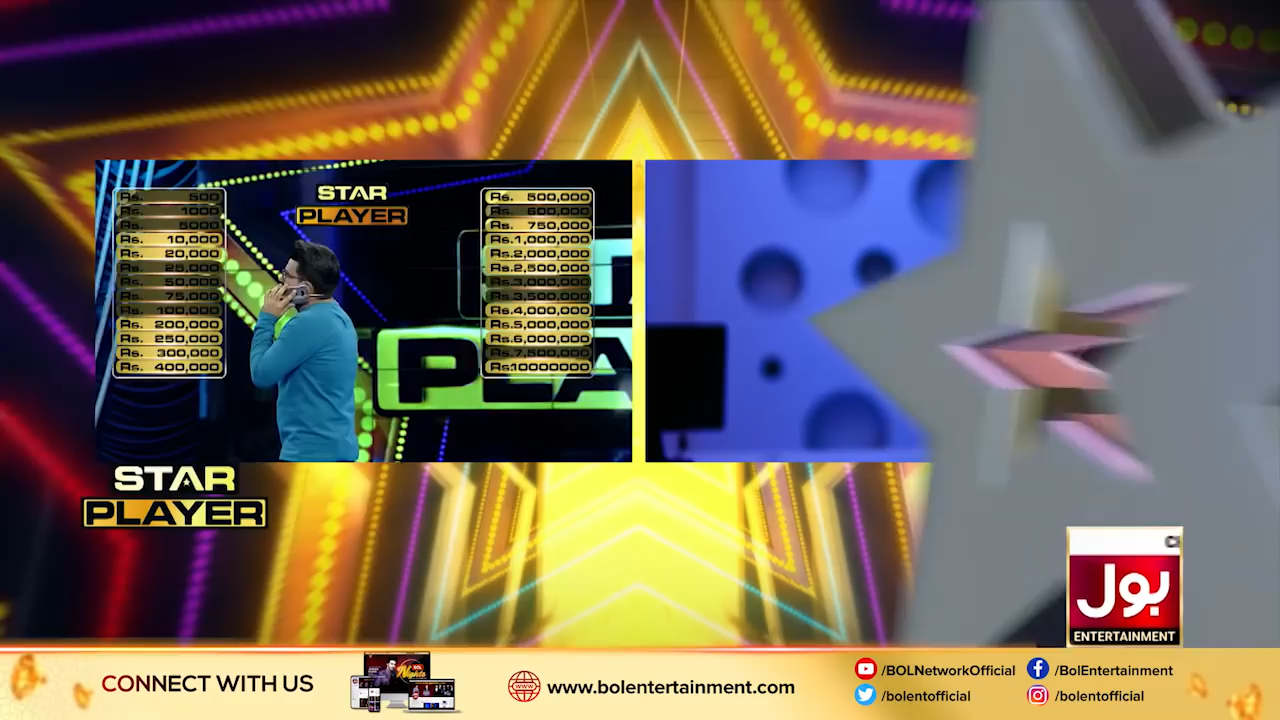 STAR
PLAYER
Rs. 500
Rs. 1000
Rs. 5000
Rs. 10,000
Rs. 20,000
Rs. 25,000
Rs. 50,000
Rs. 75,000
Rs. 100,000
Rs. 200,000
Rs. 250,000
Rs. 300,000
Rs. 400,000
Rs. 500,000
Rs. 600,000
Rs. 750,000
Rs.1,000,000
Rs.2,000,000
Rs.2,500,000
Rs.3,000,000
Rs.3,500,000
Rs.4,000,000
Rs.5,000,000
Rs.6,000,000
Rs.7,500,000
Rs10000000
PLA
STAR
PLAYER
بول
ENTERTAINMENT
CONNECT WITH US
www.bolentertainment.com
/BOLNetworkOfficial
/BolEntertainment
/bolentofficial
/bolentofficial